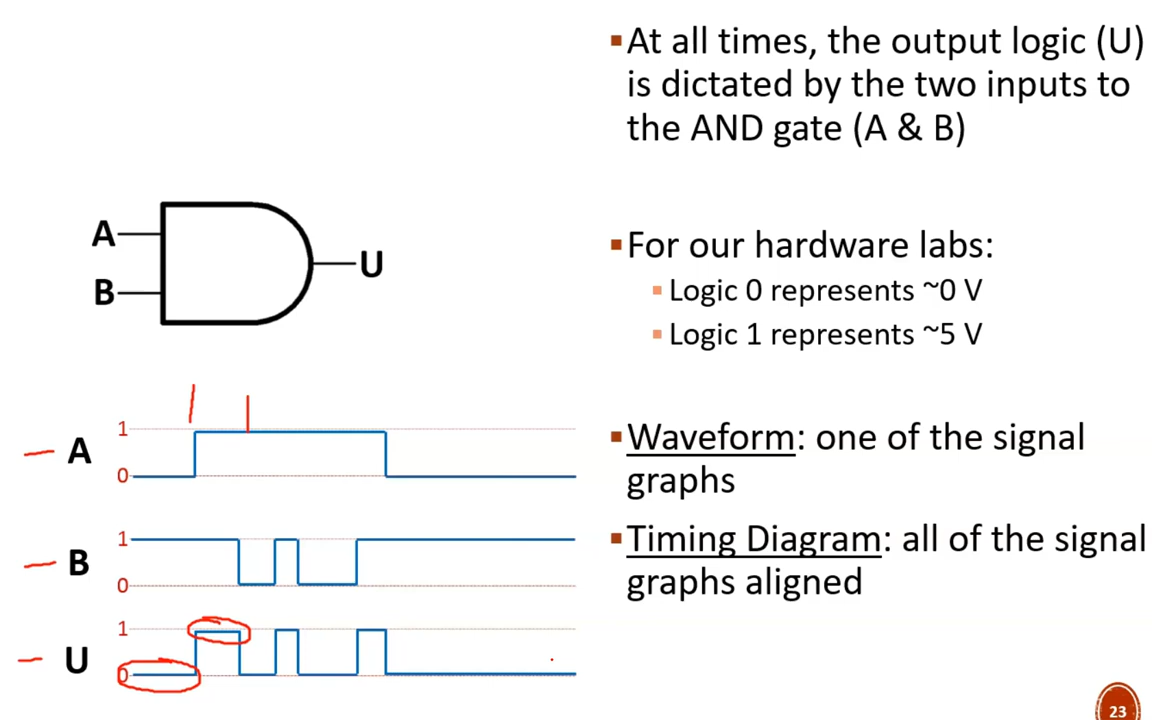 ▪At all times, the output logic (U)
is dictated by the two inputs to
the AND gate (A & B)
A
B
U
▪For our hardware labs:
▪ Logic 0 represents ~0 V
▪ Logic 1 represents ~5 V
A
1
0
B
1
0
U
1
0
▪Waveform: one of the signal
graphs
▪Timing Diagram: all of the signal
graphs aligned
23